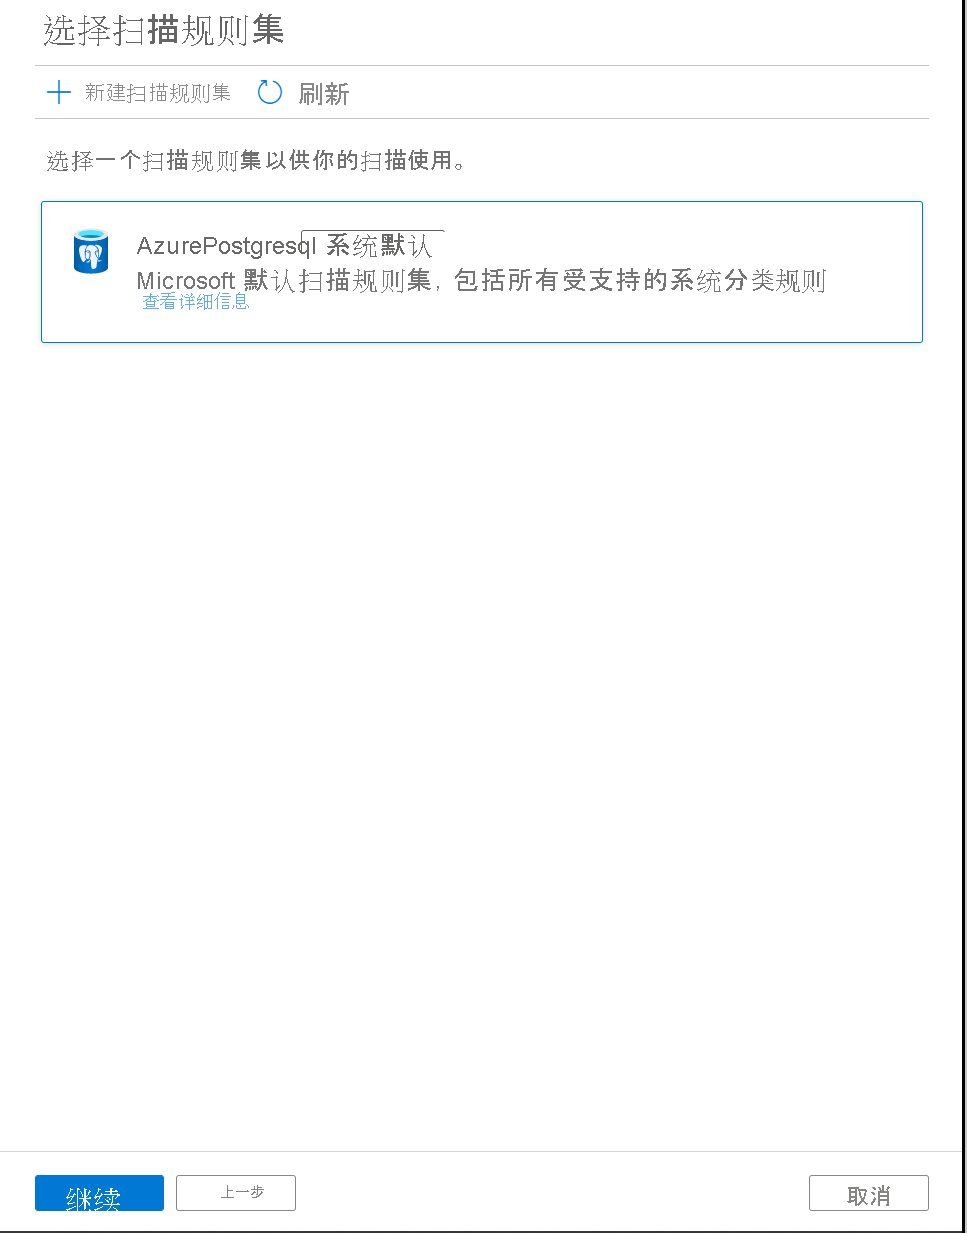 选择扫描规则集
新建扫描规则集 刷新
选择一个扫描规则集以供你的扫描使用。
AzurePostgresql 系统默认
Microsoft 默认扫描规则集，包括所有受支持的系统分类规则
查看详细信息
继续 上一步 取消